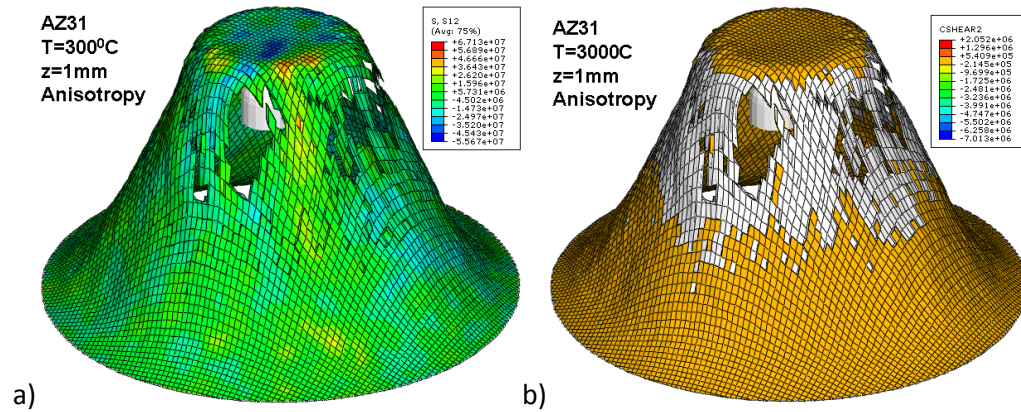 AZ31
T=300⁰C
z=1mm
Anisotropy
S, S12
(Avg: 75%)
+6.713e+07
+5.689e+07
+4.666e+07
+3.643e+07
+2.620e+07
+1.596e+07
+5.731e+06
-4.502e+06
-1.473e+07
-2.497e+07
-3.520e+07
-4.543e+07
-5.567e+07
a)
AZ31
T=3000C
z=1mm
Anisotropy
CSHEAR2
+2.052e+06
+1.296e+06
+5.409e+05
-2.145e+05
-9.699e+05
-1.725e+06
-2.481e+06
-3.236e+06
-3.991e+06
-4.747e+06
-5.502e+06
-6.258e+06
-7.013e+06
b)